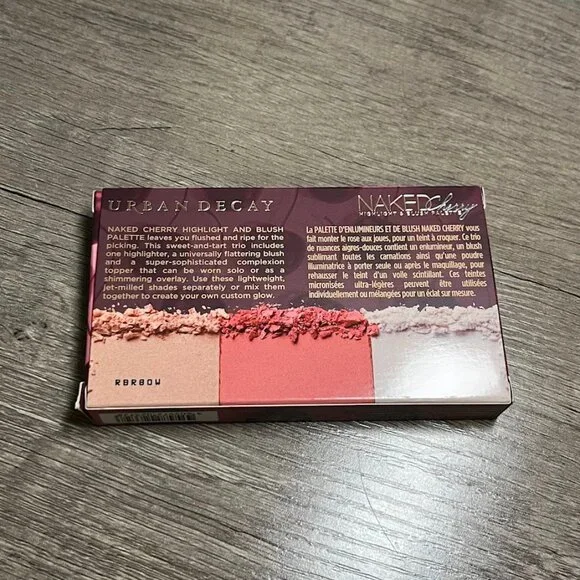 URBAN DECAY
NAKED Cherry
HIGHLIGHT & BLUSH PALETTE
NAKED CHERRY HIGHLIGHT AND BLUSH
PALETTE leaves you flushed and ripe for the
picking. This sweet-and-tart trio includes
one highlighter, a universally flattering blush
and a super-sophisticated complexion
topper that can be worn solo or as a
shimmering overlay. Use these lightweight,
jet-milled shades separately or mix them
together to create your own custom glow.
La PALETTE D'ENLUMINEURS ET DE BLUSH NAKED CHERRY vous
fait monter le rose aux joues, pour un teint à croquer. Ce trio
de nuances aigres-douces contient un enlumineur, un blush
sublimant toutes les carnations ainsi qu'une poudre
illuminatrice à porter seule ou après le maquillage, pour
rehausser le teint d'un voile scintillant. Ces teintes
micronisées ultra-légères peuvent être utilisées
individuellement ou mélangées pour un éclat sur mesure.
RBR80W